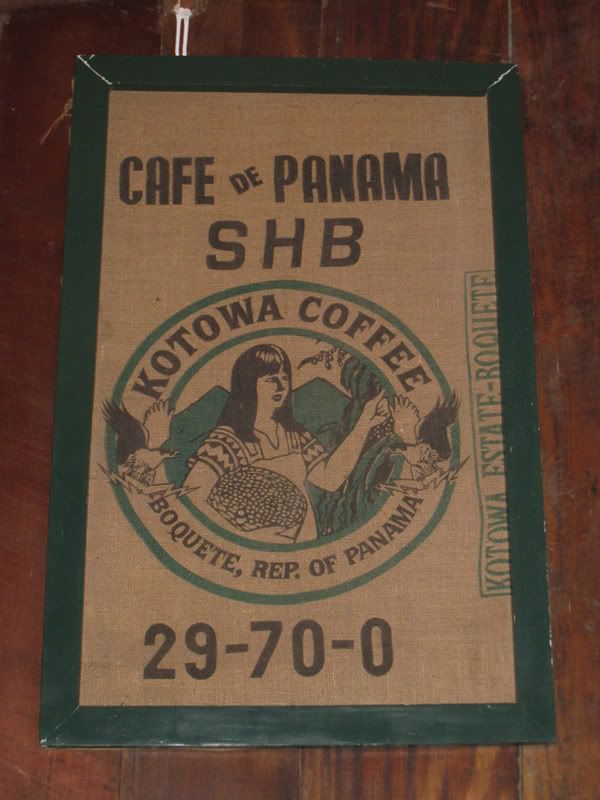 CAFE DE PANAMA
SHB
KOTOWA COFFEE
BOQUETE, REP. OF PANAMA
29-70-0
KOTOWA ESTATE-BOQUETE